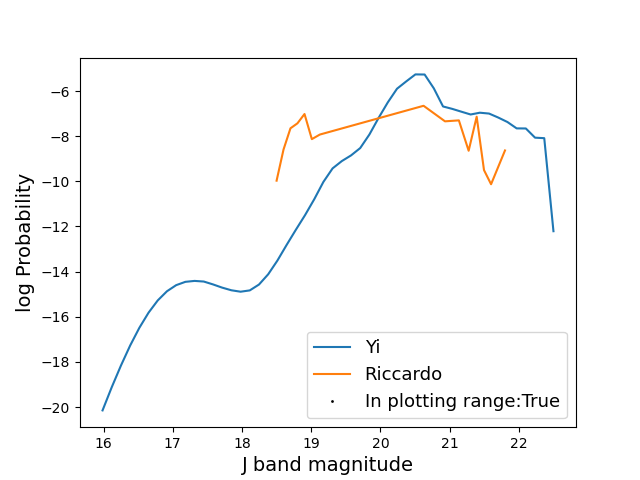 −6
−8
−10
−12
−14
−16
−18
−20
log Probability
16 17 18 19 20 21 22
J band magnitude
Yi
Riccardo
In plotting range:True